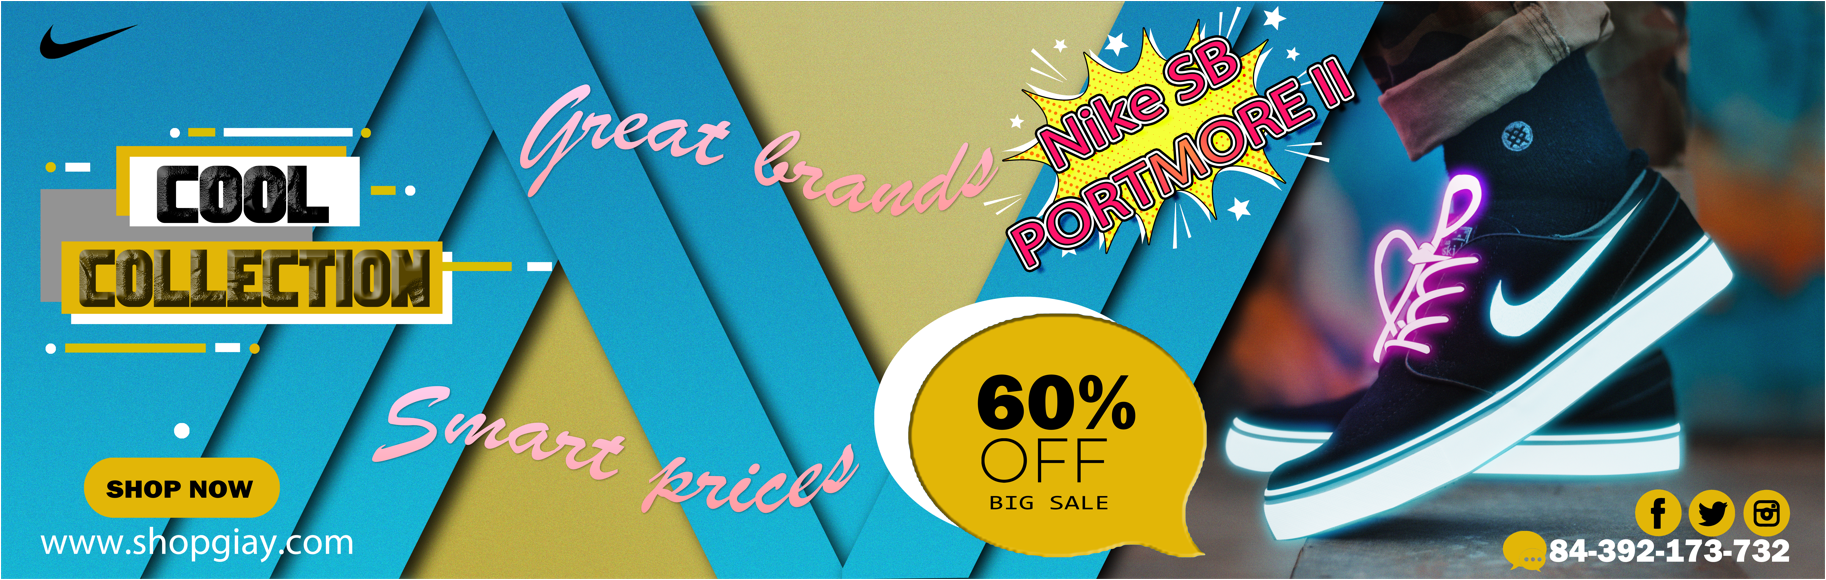 COOL
COLLECTION
SHOP NOW
www.shopgiay.com
Great brands
Smart prices
Nike SB
PORTMORE II
60%
OFF
BIG SALE
84-392-173-732